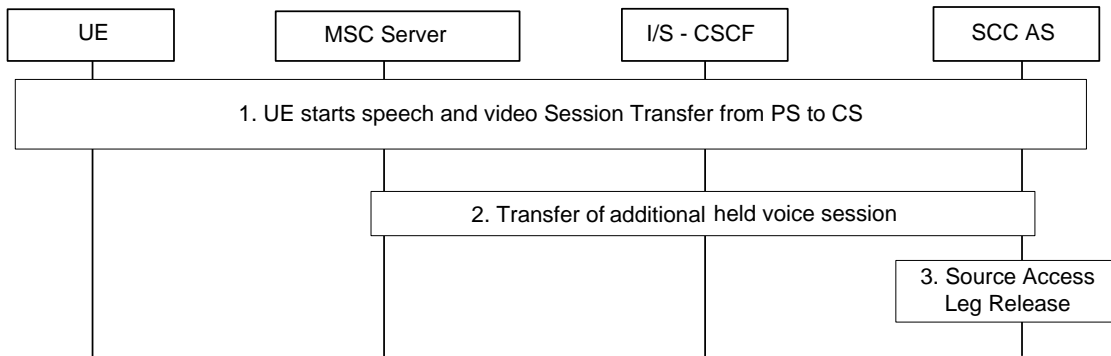 UE
MSC Server
I/S - CSCF
SCC AS
1. UE starts speech and video Session Transfer from PS to CS
2. Transfer of additional held voice session
3. Source Access
Leg Release